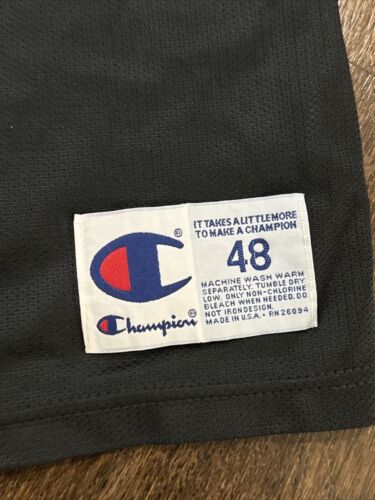 IT TAKES A LITTLE MORE
TO MAKE A CHAMPION
®
48
MACHINE WASH WARM
SEPARATELY. TUMBLE DRY
LOW. ONLY NON-CHLORINE
BLEACH WHEN NEEDED. DO
NOT IRON DESIGN.
MADE IN U.S.A. • RN 26094
Champion®